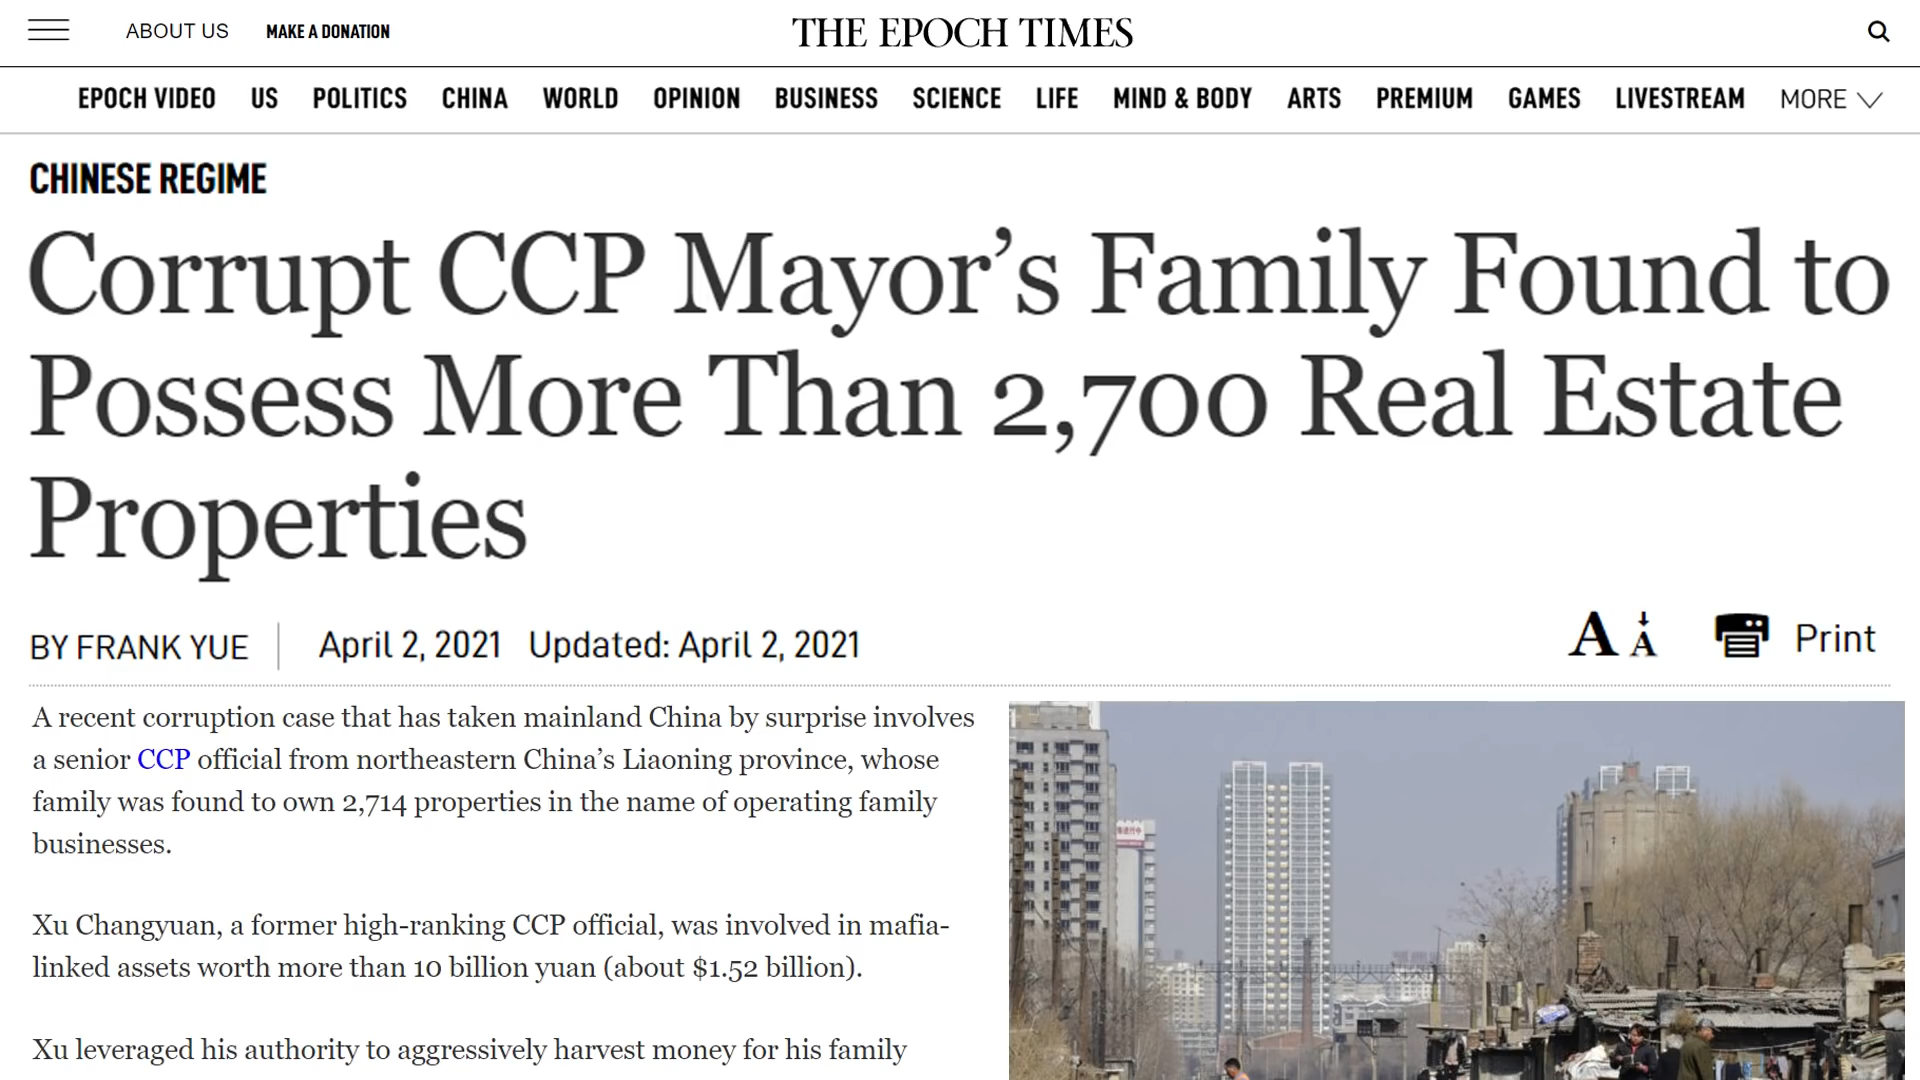 ABOUT US MAKE A DONATION THE EPOCH TIMES
EPOCH VIDEO US POLITICS CHINA WORLD OPINION BUSINESS SCIENCE LIFE MIND & BODY ARTS PREMIUM GAMES LIVESTREAM MORE
CHINESE REGIME
Corrupt CCP Mayor’s Family Found to
Possess More Than 2,700 Real Estate
Properties
BY FRANK YUE April 2, 2021 Updated: April 2, 2021 A A Print
A recent corruption case that has taken mainland China by surprise involves
a senior CCP official from northeastern China’s Liaoning province, whose
family was found to own 2,714 properties in the name of operating family
businesses.
Xu Changyuan, a former high-ranking CCP official, was involved in mafia-
linked assets worth more than 10 billion yuan (about $1.52 billion).
Xu leveraged his authority to aggressively harvest money for his family